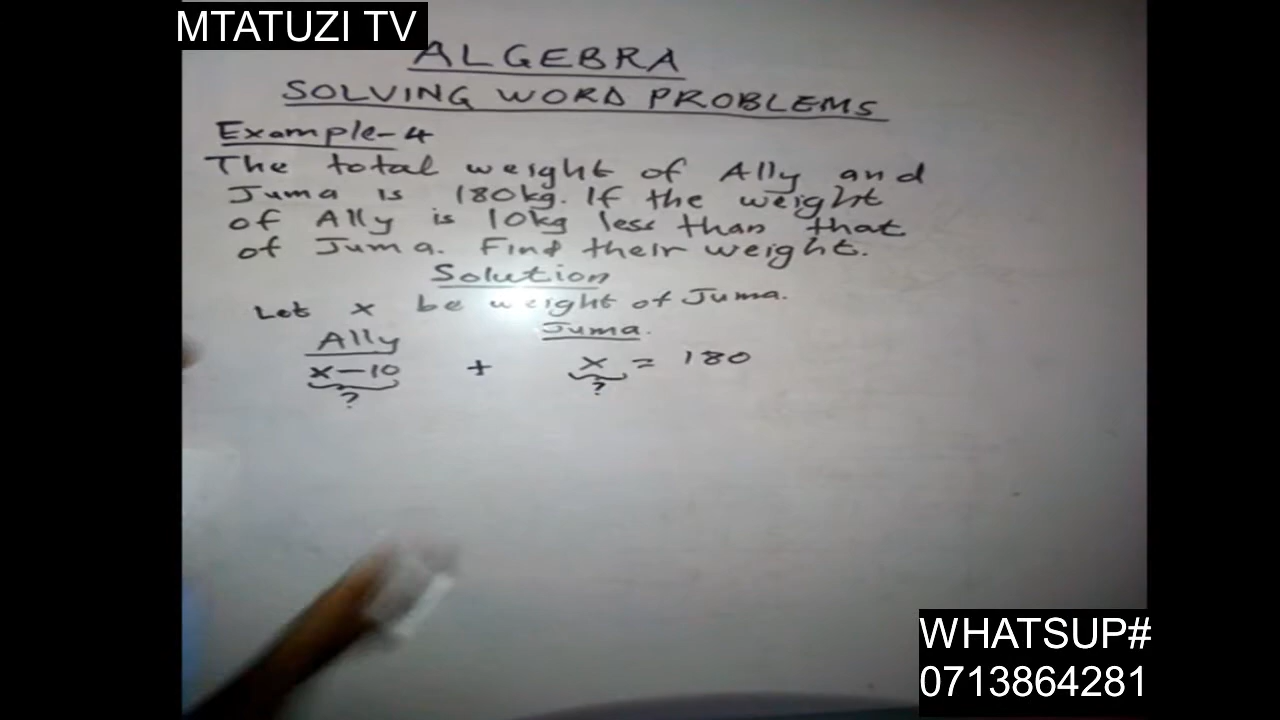 MTATUZI TV
ALGEBRA
SOLVING WORD PROBLEMS
Example-4
The total weight of Ally and
Juma is 180kg. If the weight
of Ally is 10kg less than that
of Juma. Find their weight.
Solution
Let x be weight of Juma.
Ally Juma.
x-10 + x = 180
? ?
WHATSUP#
0713864281